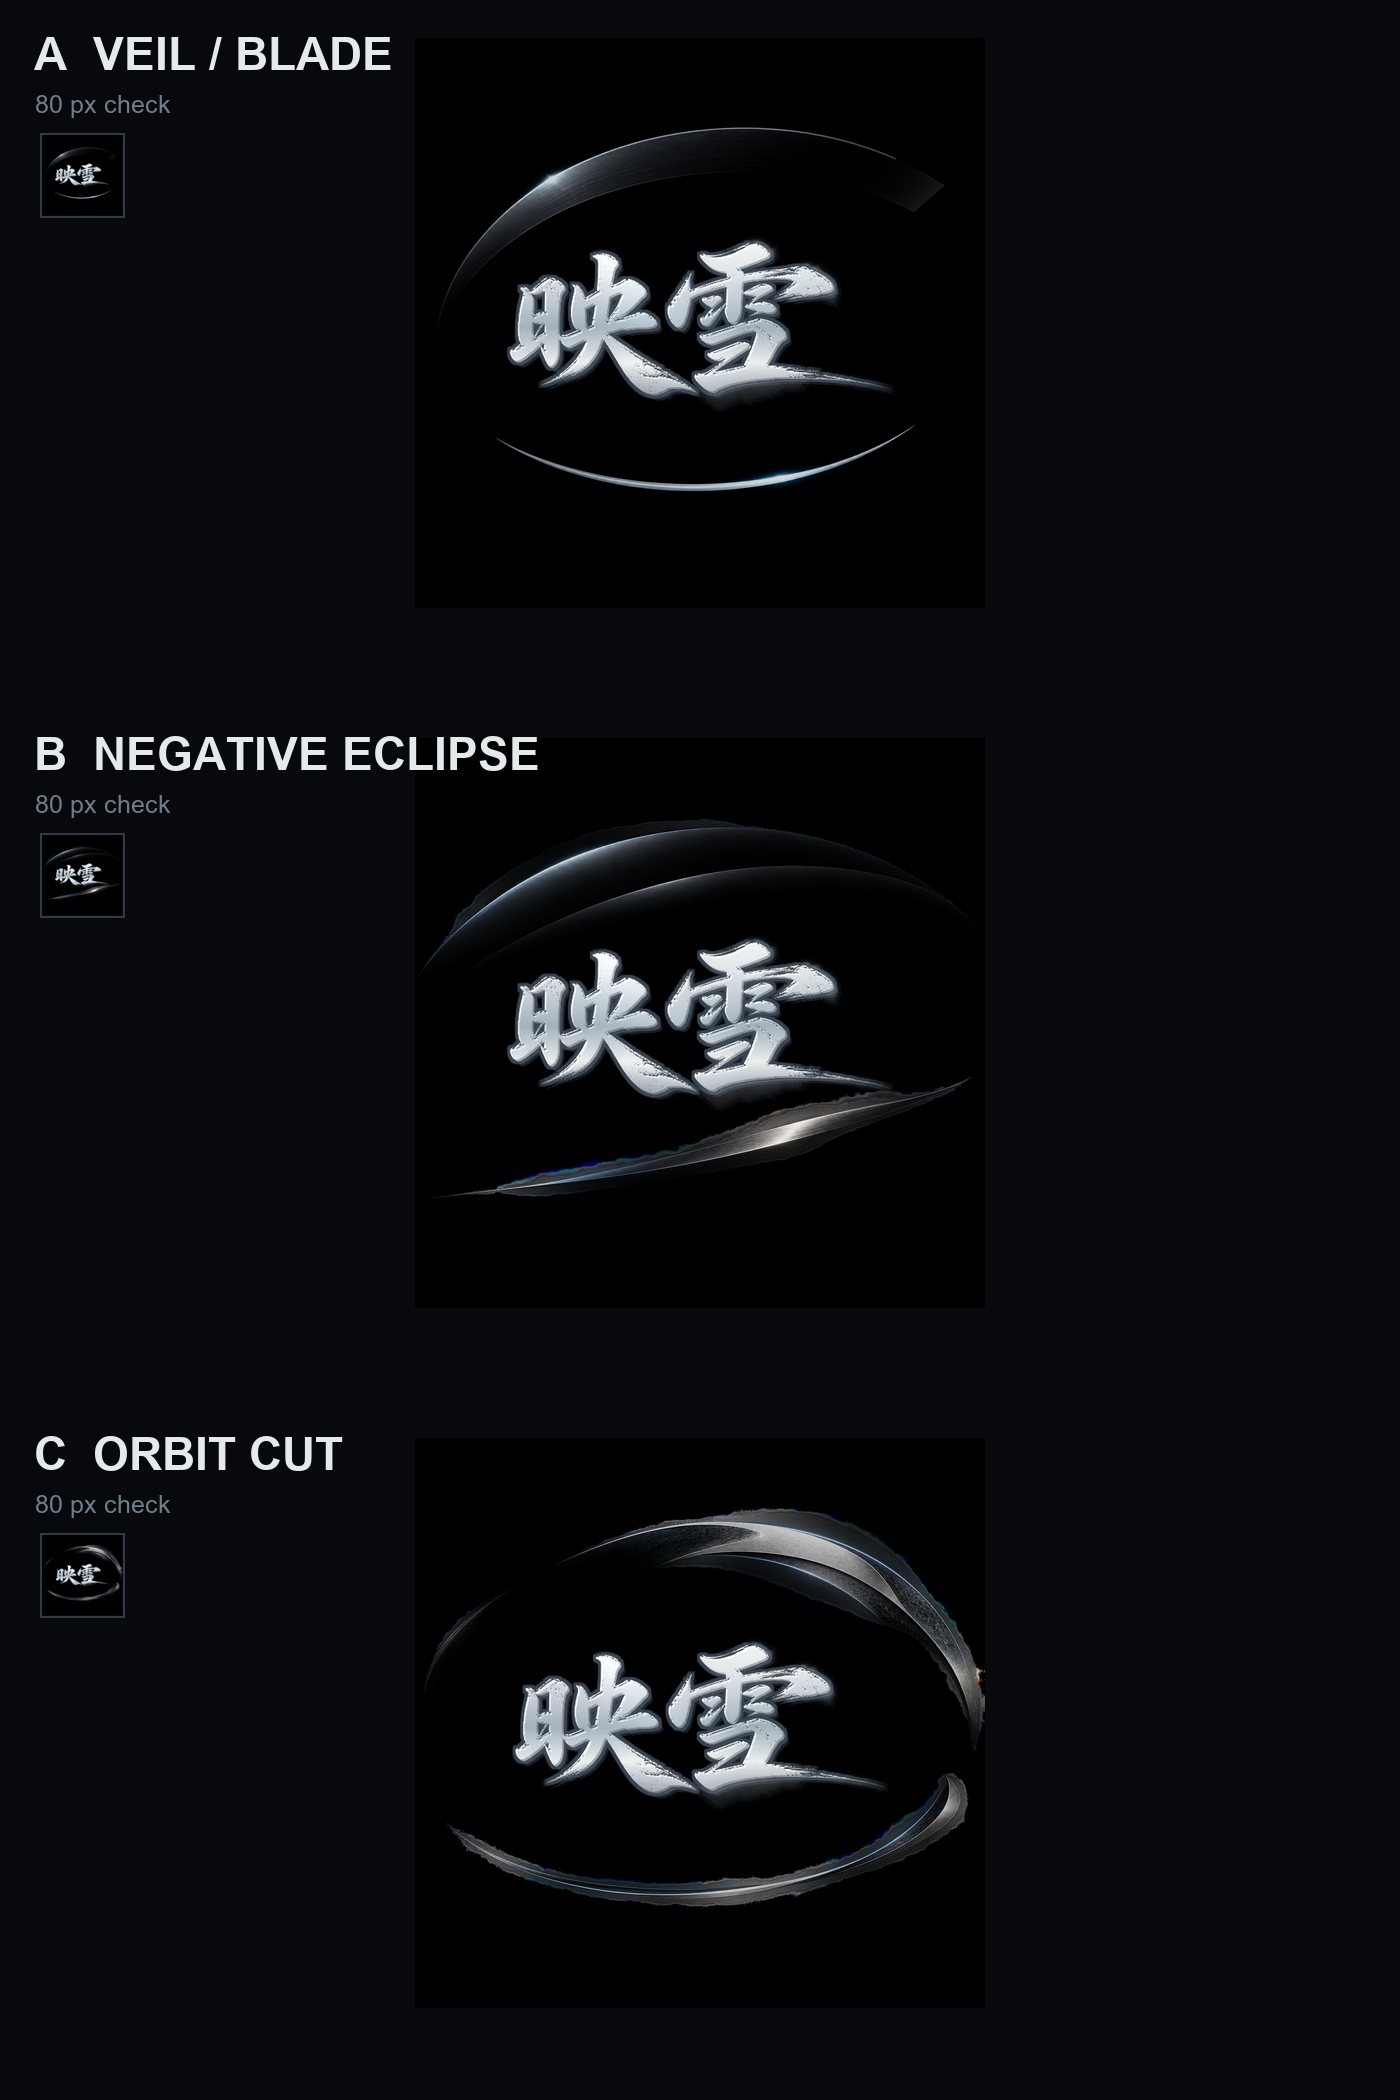 A VEIL / BLADE
80 px check
映雪
映雪
B NEGATIVE ECLIPSE
80 px check
映雪
映雪
C ORBIT CUT
80 px check
映雪
映雪